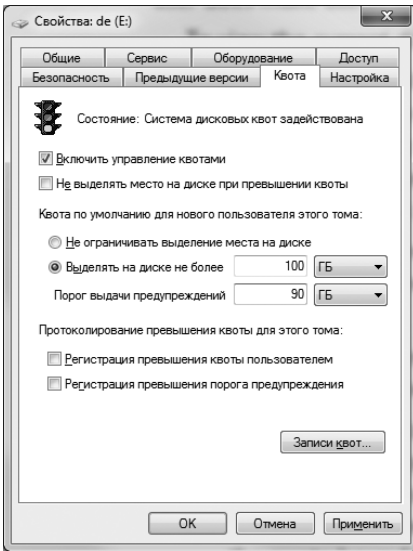 Свойства: de (E:)
Общие Сервис Оборудование Доступ
Безопасность Предыдущие версии Квота Настройка
Состояние: Система дисковых квот задействована
Включить управление квотами
Не выделять место на диске при превышении квоты
Квота по умолчанию для нового пользователя этого тома:
Не ограничивать выделение места на диске
Выделять на диске не более 100 ГБ
Порог выдачи предупреждений 90 ГБ
Протоколирование превышения квоты для этого тома:
Регистрация превышения квоты пользователем
Регистрация превышения порога предупреждения
Записи квот...
OK Отмена Применить